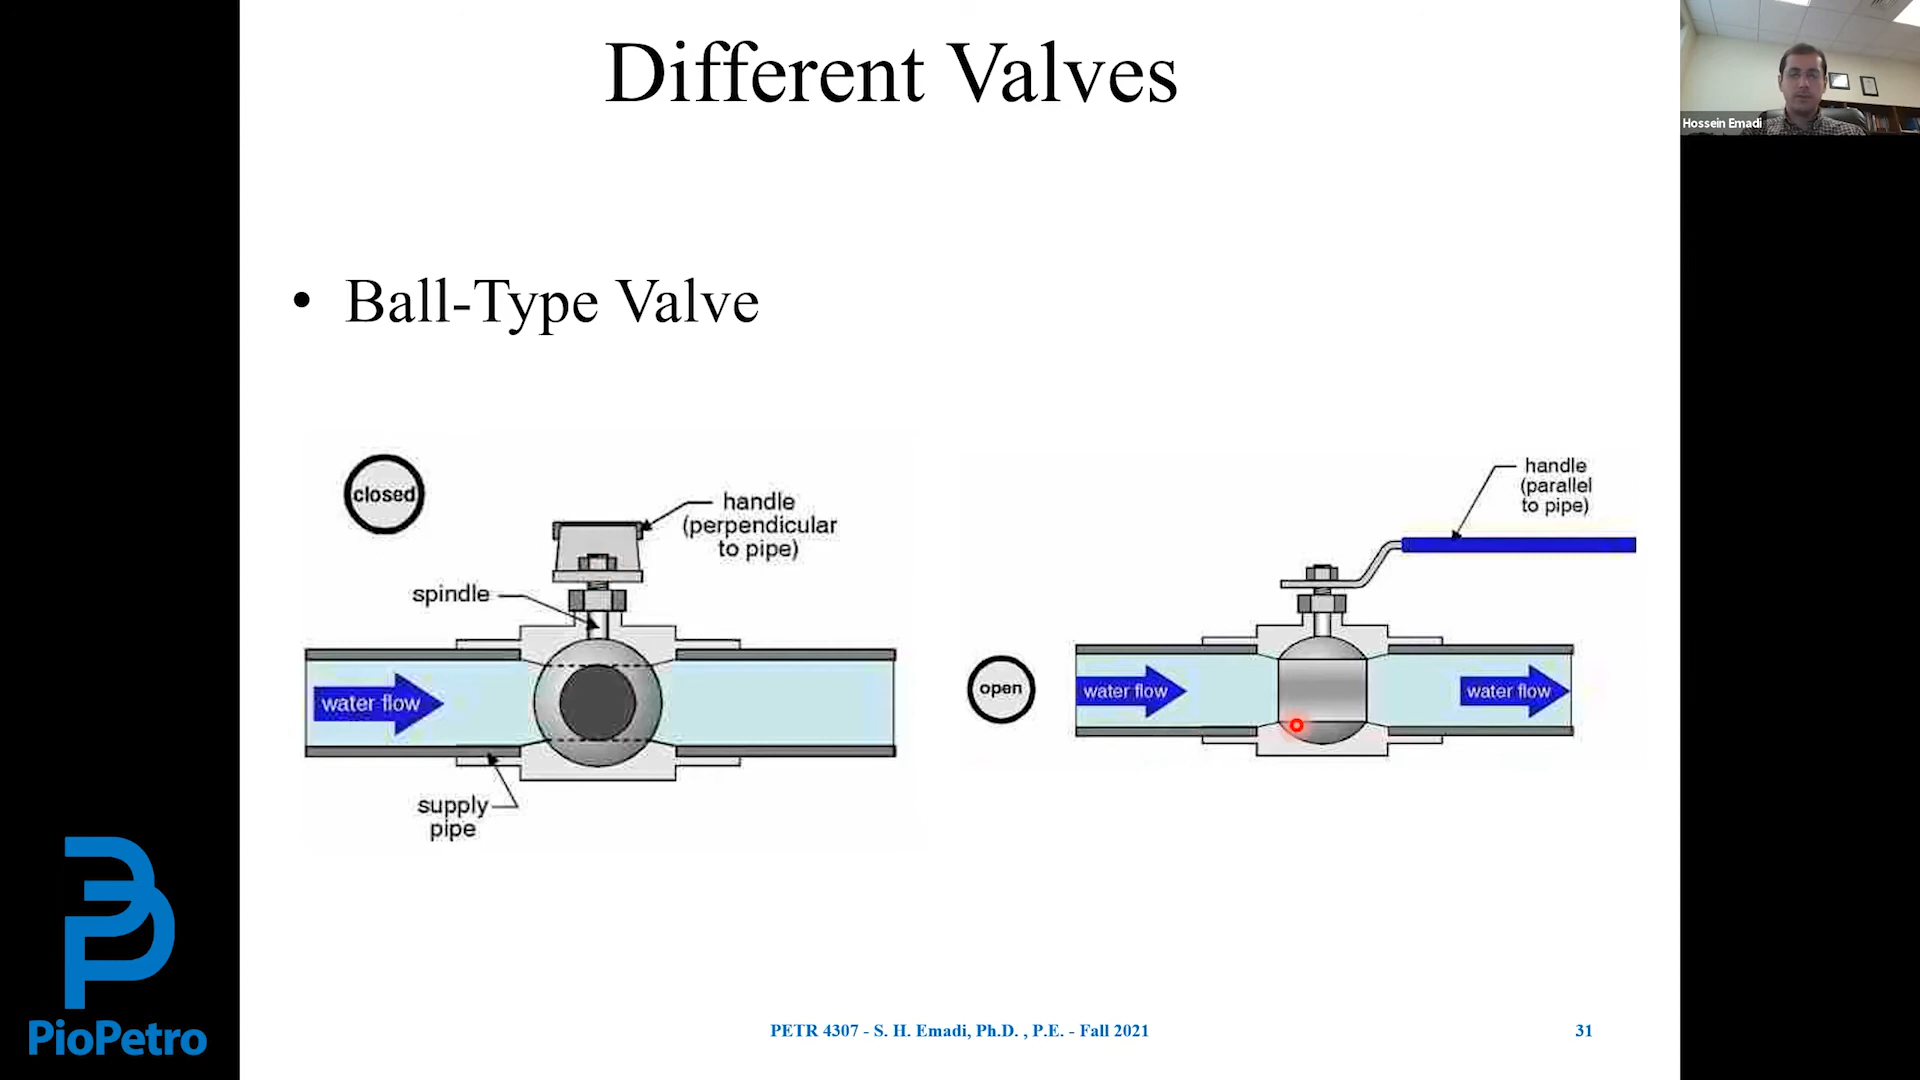 Different Valves
Hossein Emadi
• Ball-Type Valve
closed
handle
(perpendicular
to pipe)
spindle
water flow
supply
pipe
handle
(parallel
to pipe)
open
water flow
water flow
PioPetro
PETR 4307 - S. H. Emadi, Ph.D. , P.E. - Fall 2021
31